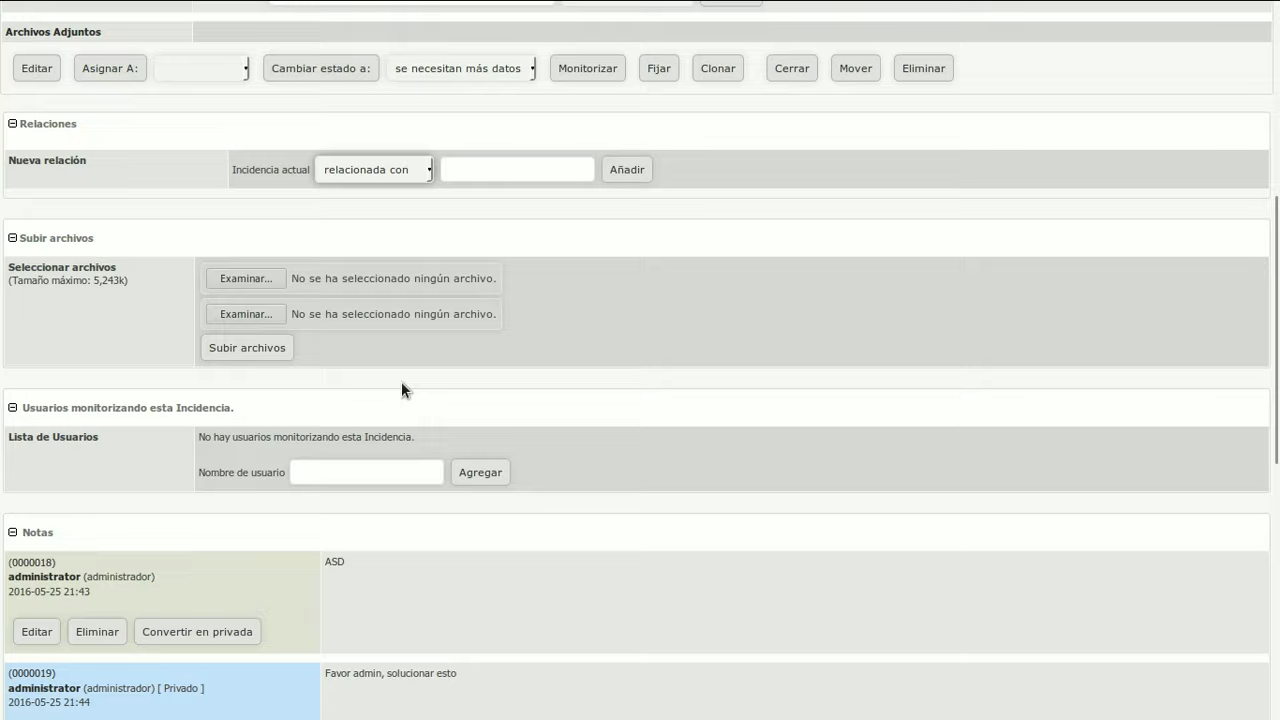 Archivos Adjuntos
Editar Asignar A: Cambiar estado a: se necesitan más datos Monitorizar Fijar Clonar Cerrar Mover Eliminar
Relaciones
Nueva relación Incidencia actual relacionada con Añadir
Subir archivos
Seleccionar archivos
(Tamaño máximo: 5,243k)
Examinar... No se ha seleccionado ningún archivo.
Examinar... No se ha seleccionado ningún archivo.
Subir archivos
Usuarios monitorizando esta Incidencia.
Lista de Usuarios No hay usuarios monitorizando esta Incidencia.
Nombre de usuario Agregar
Notas
(0000018) ASD
administrator (administrador)
2016-05-25 21:43
Editar Eliminar Convertir en privada
(0000019) Favor admin, solucionar esto
administrator (administrador) [ Privado ]
2016-05-25 21:44